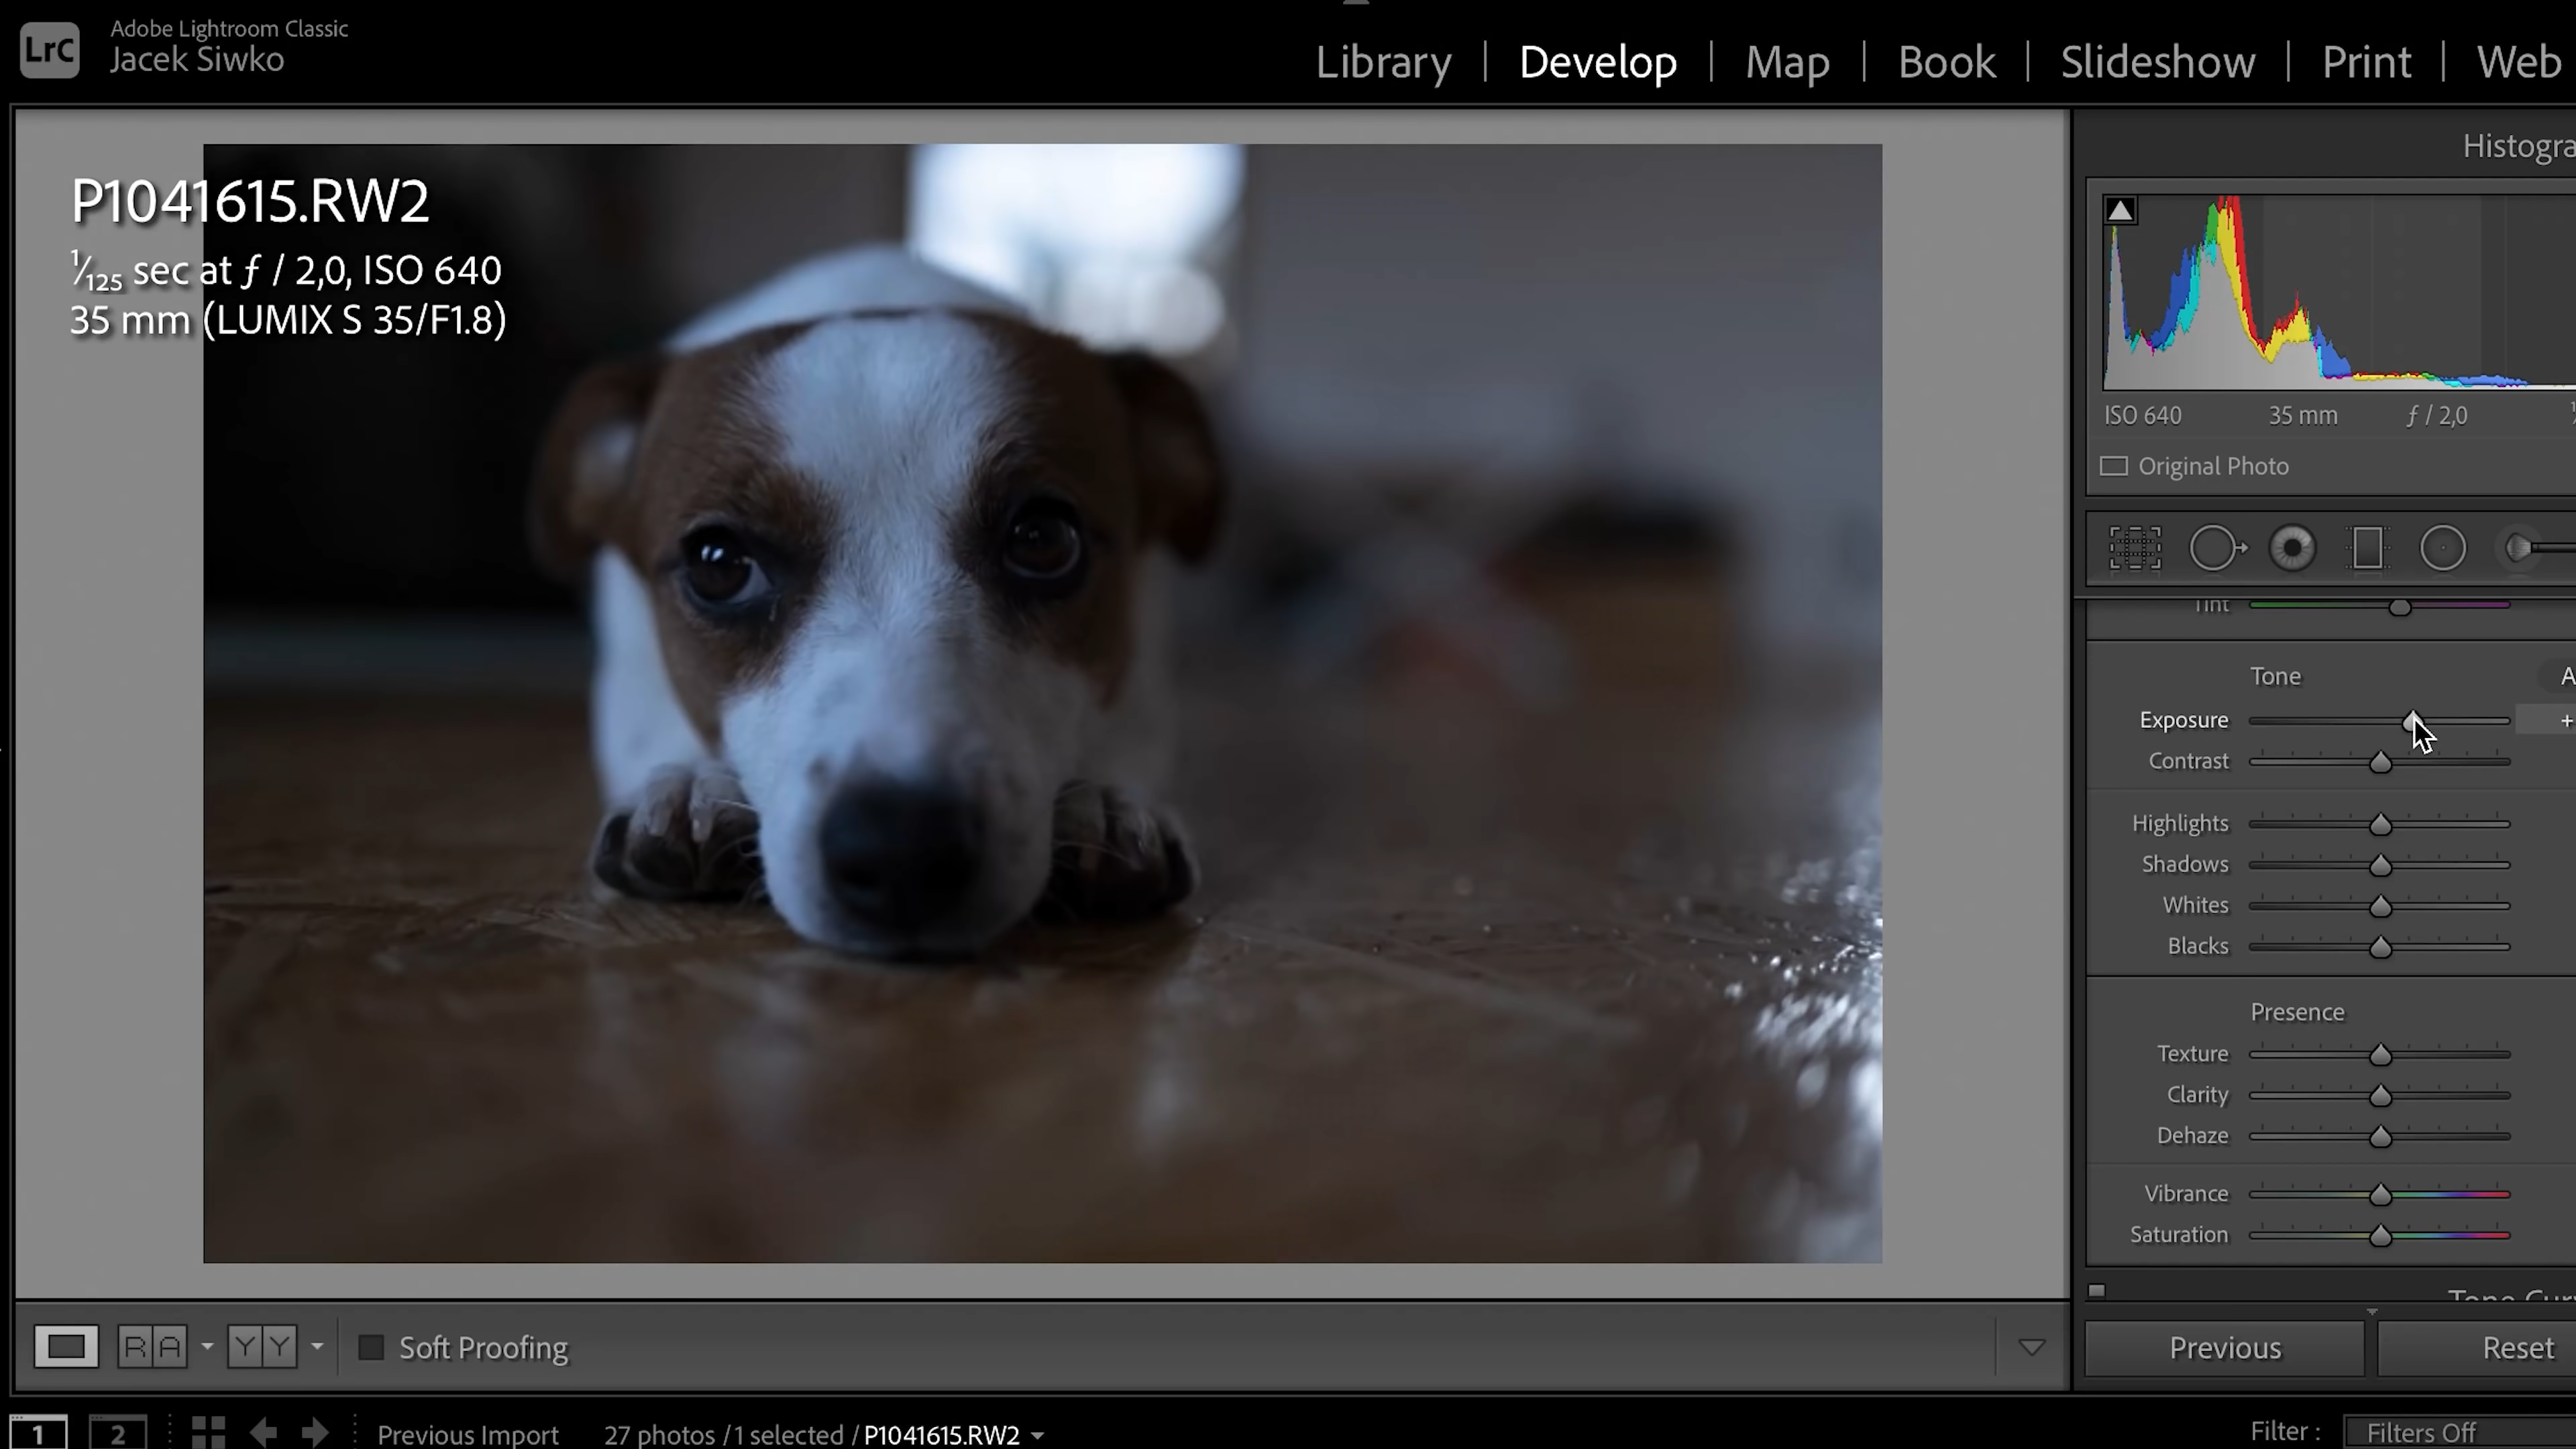 LrC
Adobe Lightroom Classic
Jacek Siwko
Library | Develop | Map | Book | Slideshow | Print | Web
P1041615.RW2
1/125 sec at ƒ / 2,0, ISO 640
35 mm (LUMIX S 35/F1.8)
ISO 640 35 mm ƒ / 2,0
Original Photo
Tint
Tone
Exposure +
Contrast
Highlights
Shadows
Whites
Blacks
Presence
Texture
Clarity
Dehaze
Vibrance
Saturation
R A Y Y Soft Proofing
Previous Reset
1 2 Previous Import 27 photos / 1 selected / P1041615.RW2
Filter : Filters Off